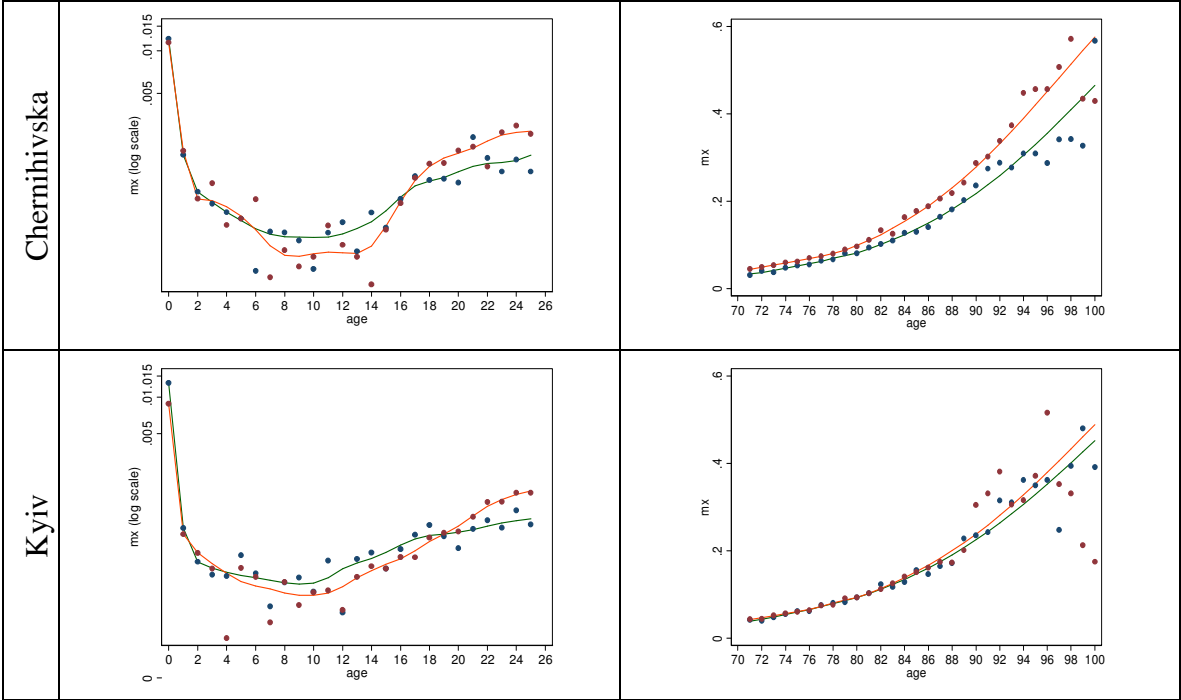 Chernihivska
mx (log scale)
.015
.01
.005
0 2 4 6 8 10 12 14 16 18 20 22 24 26
age
mx
.6
.4
.2
0
70 72 74 76 78 80 82 84 86 88 90 92 94 96 98 100
age
Kyiv
mx (log scale)
.015
.01
.005
0
0 2 4 6 8 10 12 14 16 18 20 22 24 26
age
mx
.6
.4
.2
0
70 72 74 76 78 80 82 84 86 88 90 92 94 96 98 100
age